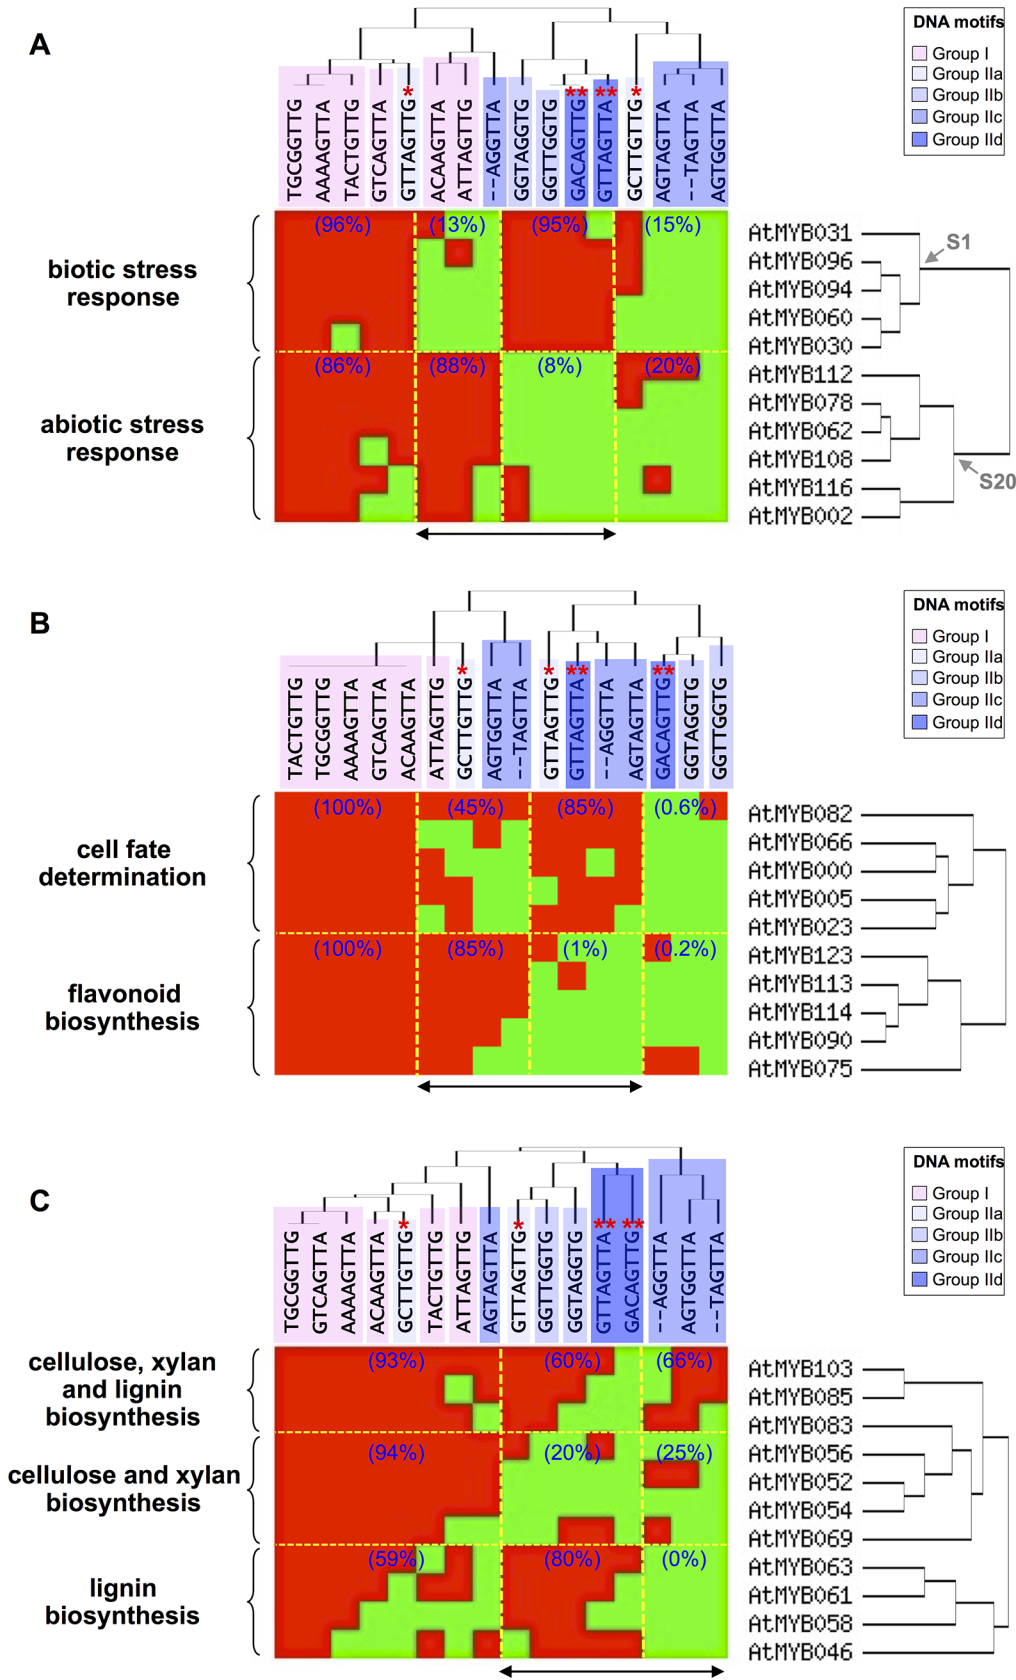 A
DNA motifs
Group I
Group IIa
Group IIb
Group IIc
Group IId
* ** ** *
TGCGGTTG
AAAAGTTA
TACTGTTG
GTCAGTTA
GTTAGTTG
ACAAGTTA
ATTAGTTG
--AGGTTA
GGTAGGTG
GGTTGGTG
GACAGTTG
GTTAGTTA
GCTTGTTG
AGTAGTTA
--TAGTTA
AGTGGTTA
(96%) (13%) (95%) (15%)
biotic stress
response
AtMYB031
AtMYB096
AtMYB094
AtMYB060
AtMYB030
S1
(86%) (88%) (8%) (20%)
abiotic stress
response
AtMYB112
AtMYB078
AtMYB062
AtMYB108
AtMYB116
AtMYB002
S20
B
DNA motifs
Group I
Group IIa
Group IIb
Group IIc
Group IId
* * ** **
TACTGTTG
TGCGGTTG
AAAAGTTA
GTCAGTTA
ACAAGTTA
ATTAGTTG
GCTTGTTG
AGTGGTTA
--TAGTTA
GTTAGTTG
GTTAGTTA
--AGGTTA
AGTAGTTA
GACAGTTG
GGTAGGTG
GGTTGGTG
(100%) (45%) (85%) (0.6%)
cell fate
determination
AtMYB082
AtMYB066
AtMYB000
AtMYB005
AtMYB023
(100%) (85%) (1%) (0.2%)
flavonoid
biosynthesis
AtMYB123
AtMYB113
AtMYB114
AtMYB090
AtMYB075
C
DNA motifs
Group I
Group IIa
Group IIb
Group IIc
Group IId
* * ** **
TGCGGTTG
GTCAGTTA
AAAAGTTA
ACAAGTTA
GCTTGTTG
TACTGTTG
ATTAGTTG
AGTAGTTA
GTTAGTTG
GGTTGGTG
GGTAGGTG
GTTAGTTA
GACAGTTG
--AGGTTA
AGTGGTTA
--TAGTTA
(93%) (60%) (66%)
cellulose, xylan
and lignin
biosynthesis
AtMYB103
AtMYB085
AtMYB083
(94%) (20%) (25%)
cellulose and xylan
biosynthesis
AtMYB056
AtMYB052
AtMYB054
AtMYB069
(59%) (80%) (0%)
lignin
biosynthesis
AtMYB063
AtMYB061
AtMYB058
AtMYB046